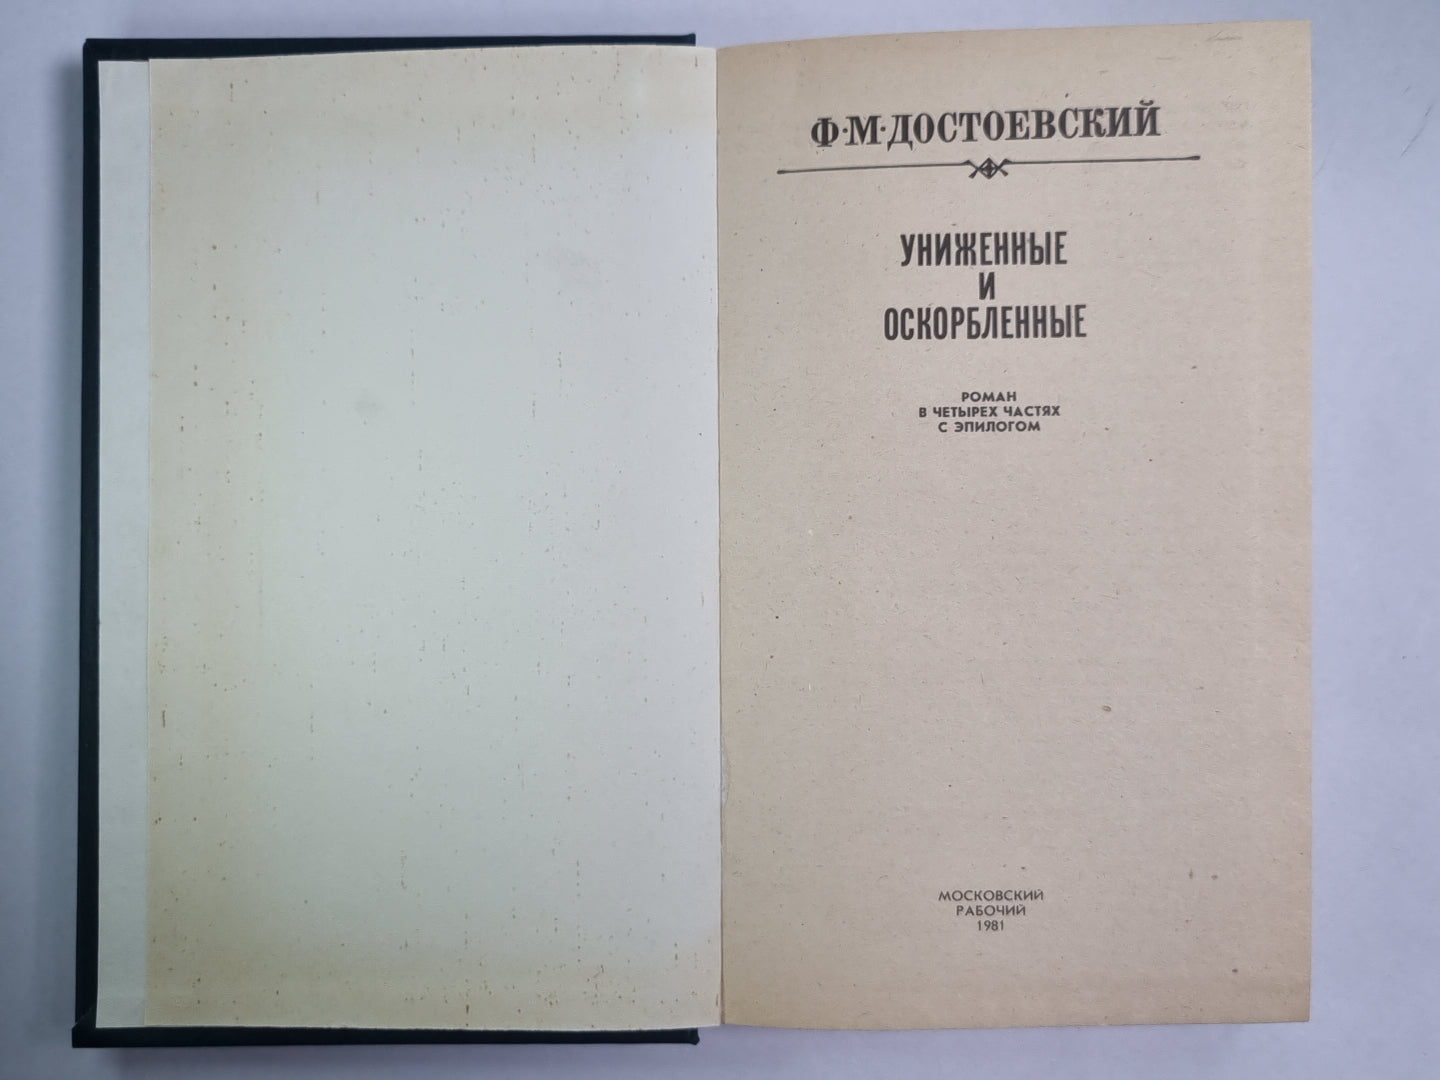 Ф·М·ДОСТОЕВСКИЙ
УНИЖЕННЫЕ
И
ОСКОРБЛЕННЫЕ
РОМАН
В ЧЕТЫРЕХ ЧАСТЯХ
С ЭПИЛОГОМ
МОСКОВСКИЙ
РАБОЧИЙ
1981